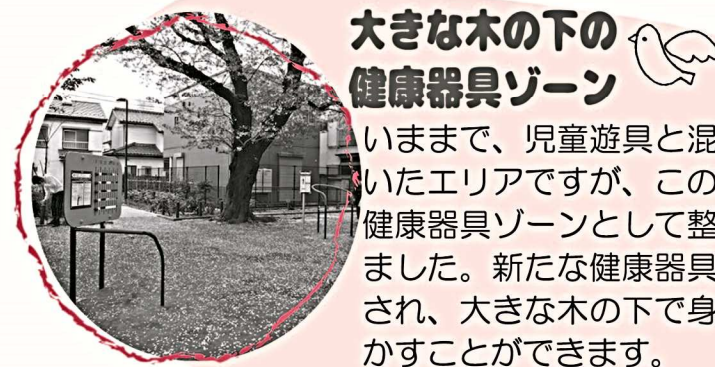 大きな木の下の
健康器具ゾーン
いままで、児童遊具と混
いたエリアですが、この
健康器具ゾーンとして整
ました。新たな健康器具
され、大きな木の下で身
かすことができます。